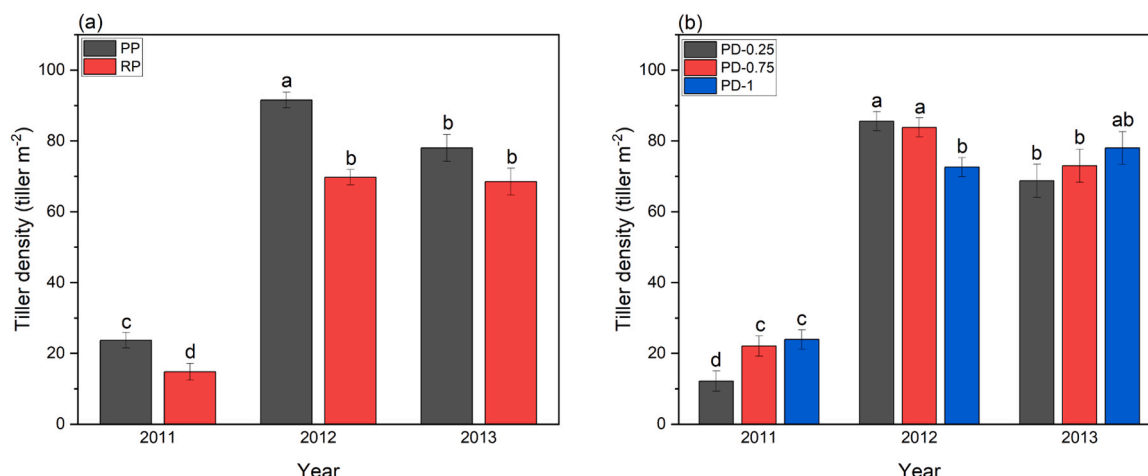 (a)
PP
RP
Tiller density (tiller m⁻²)
100
80
60
40
20
0
a
b
b
b
c
d
2011
2012
2013
Year
(b)
PD-0.25
PD-0.75
PD-1
Tiller density (tiller m⁻²)
100
80
60
40
20
0
a
a
b
b
b
ab
d
c
c
2011
2012
2013
Year